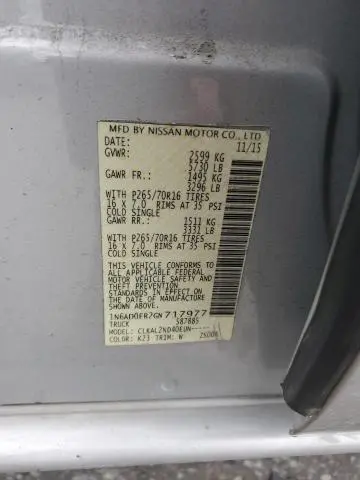 MFD BY NISSAN MOTOR CO., LTD
DATE: 11/15
GVWR: 2599 KG
5730 LB
GAWR FR.: 1495 KG
3296 LB
WITH P265/70R16 TIRES
16 X 7.0 RIMS AT 35 PSI
COLD SINGLE
GAWR RR.: 1511 KG
3331 LB
WITH P265/70R16 TIRES
16 X 7.0 RIMS AT 35 PSI
COLD SINGLE
THIS VEHICLE CONFORMS TO ALL
APPLICABLE FEDERAL MOTOR
VEHICLE SAFETY STANDARDS
AND THEFT PREVENTION
STANDARD IN EFFECT ON THE
DATE OF MANUFACTURE SHOWN
ABOVE.
1N6AD0FR2GN717977
TRUCK 587885
MODEL: CLKALZND40EUN-----
COLOR: K23 TRIM: W